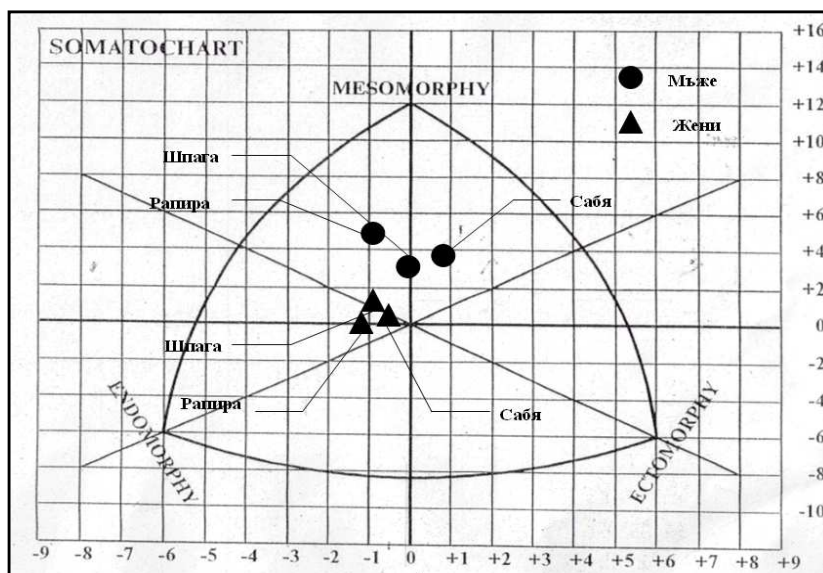 +16
SOMATOCHART
+14
MESOMORPHY
Мъже
+12
Жени
+10
Шпага
+8
Рапира
Сабя
+6
+4
+2
0
Шпага
-2
Рапира
Сабя
-4
ENDOMORPHY
ECTOMORPHY
-6
-8
-10
-9 -8 -7 -6 -5 -4 -3 -2 -1 0 +1 +2 +3 +4 +5 +6 +7 +8 +9